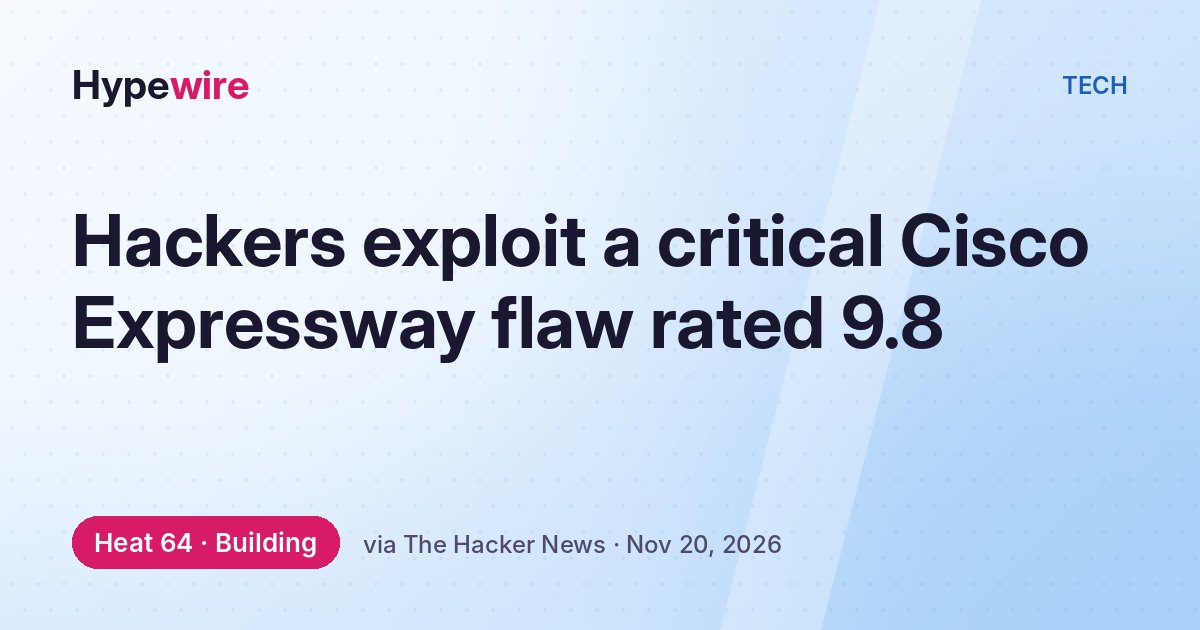 Hypewire
TECH
Hackers exploit a critical Cisco
Expressway flaw rated 9.8
Heat 64 · Building
via The Hacker News · Nov 20, 2026